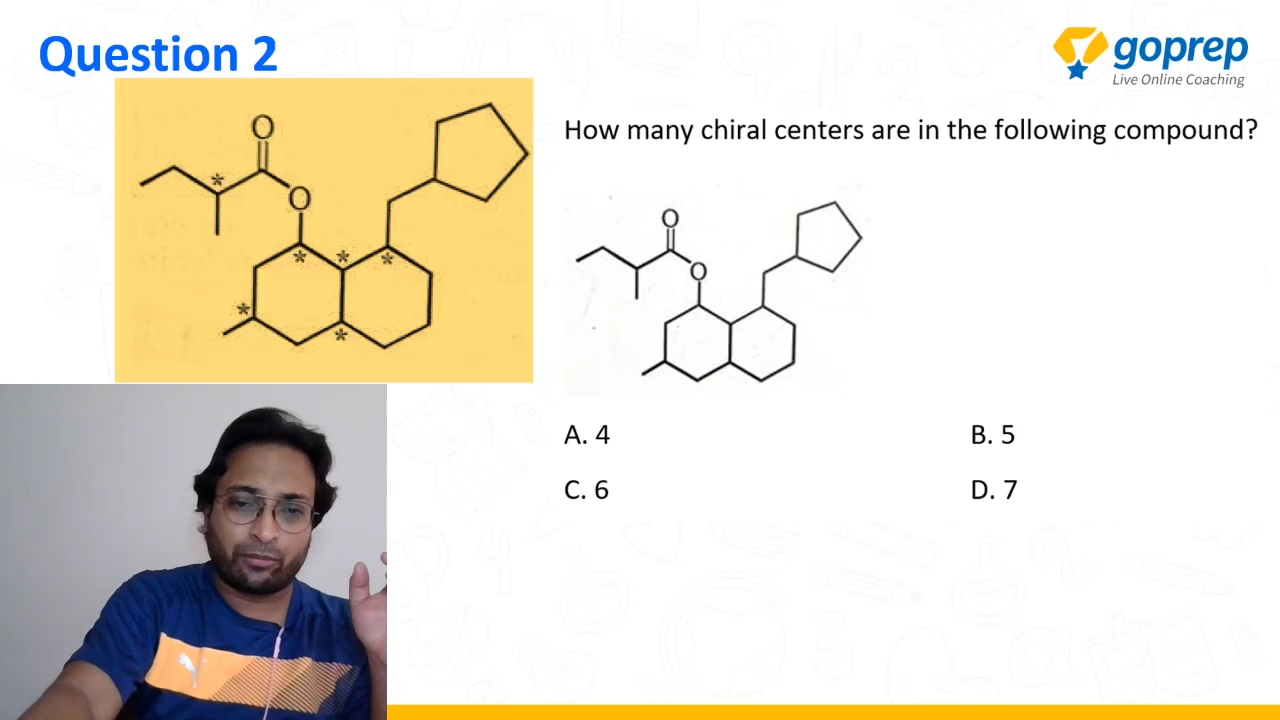 Question 2
goprep
Live Online Coaching
How many chiral centers are in the following compound?
O
*
O
*
*
*
*
*
O
O
A. 4
B. 5
C. 6
D. 7